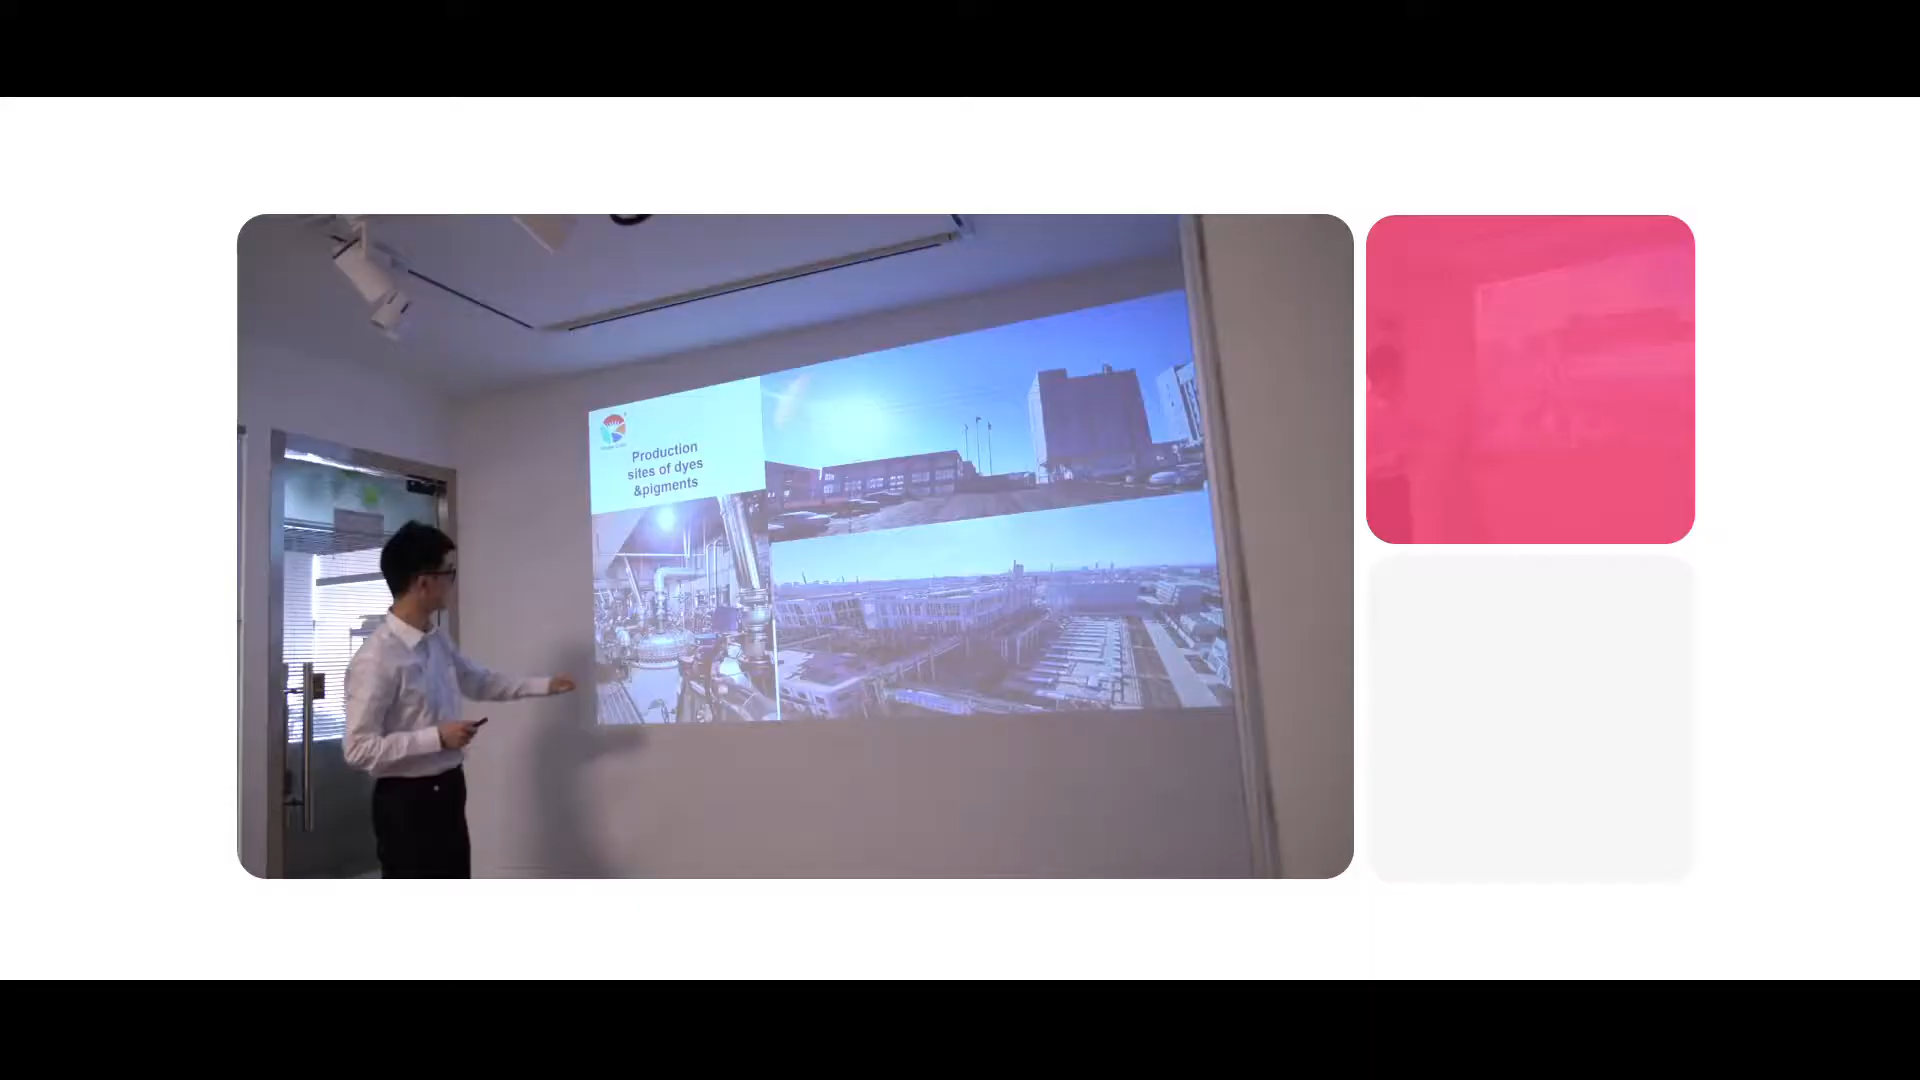 Production
sites of dyes
&pigments